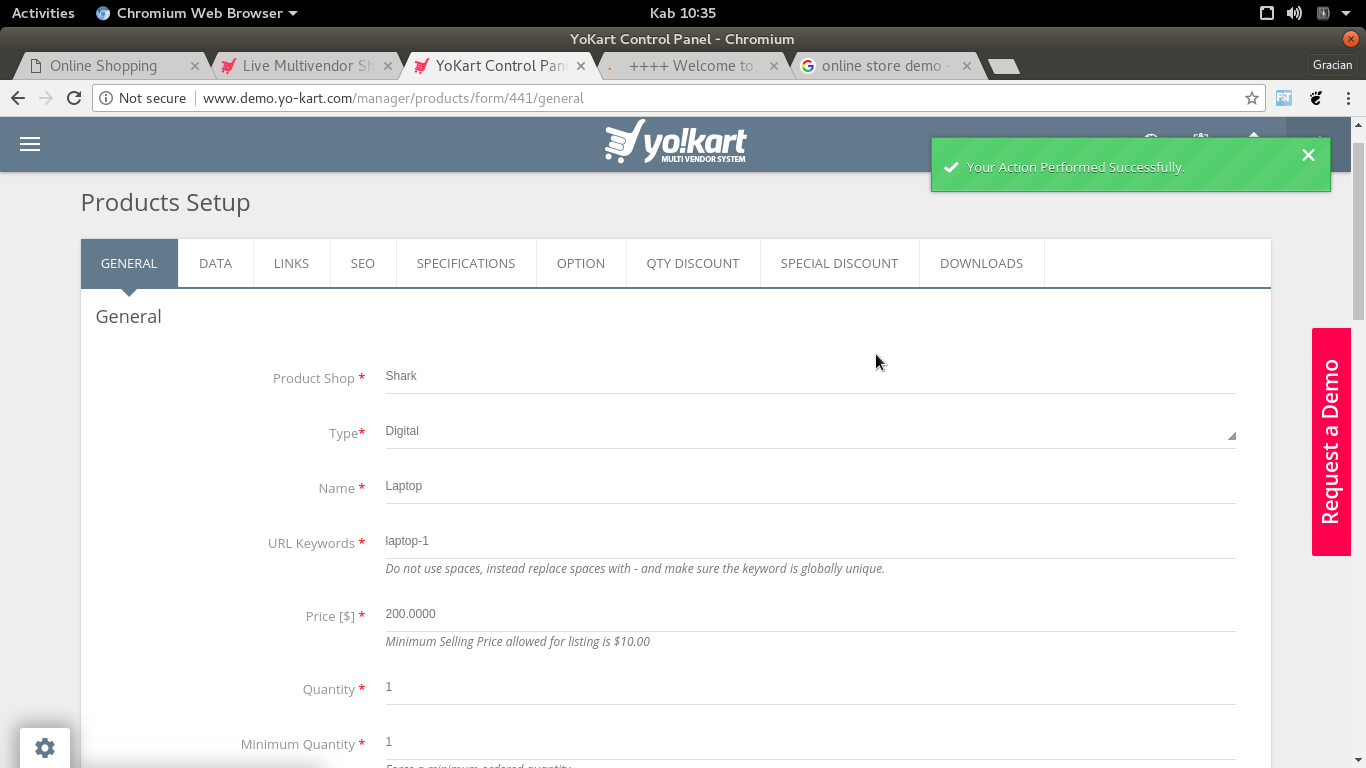 Activities Chromium Web Browser Kab 10:35
YoKart Control Panel - Chromium
Online Shopping Live Multivendor Sh YoKart Control Pan ++++ Welcome to online store demo - Gracian
Not secure www.demo.yo-kart.com/manager/products/form/441/general
yo!kart
MULTI VENDOR SYSTEM
Your Action Performed Successfully.
Products Setup
GENERAL DATA LINKS SEO SPECIFICATIONS OPTION QTY DISCOUNT SPECIAL DISCOUNT DOWNLOADS
General
Product Shop * Shark
Type* Digital
Name * Laptop
URL Keywords * laptop-1
Do not use spaces, instead replace spaces with - and make sure the keyword is globally unique.
Price [$] * 200.0000
Minimum Selling Price allowed for listing is $10.00
Quantity * 1
Minimum Quantity * 1
Force a minimum ordered quantity
Request a Demo